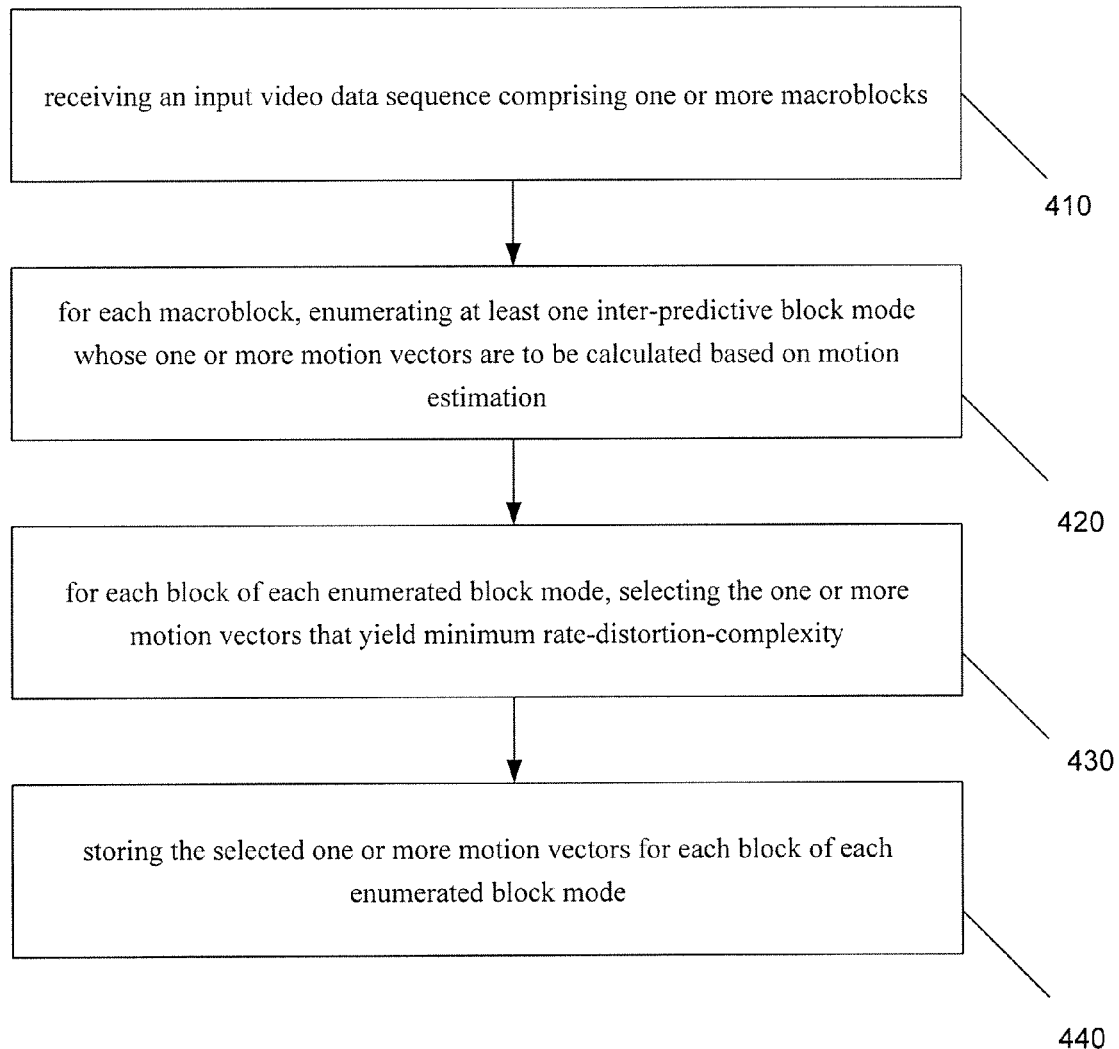 receiving an input video data sequence comprising one or more macroblocks
410
for each macroblock, enumerating at least one inter-predictive block mode
whose one or more motion vectors are to be calculated based on motion
estimation
420
for each block of each enumerated block mode, selecting the one or more
motion vectors that yield minimum rate-distortion-complexity
430
storing the selected one or more motion vectors for each block of each
enumerated block mode
440